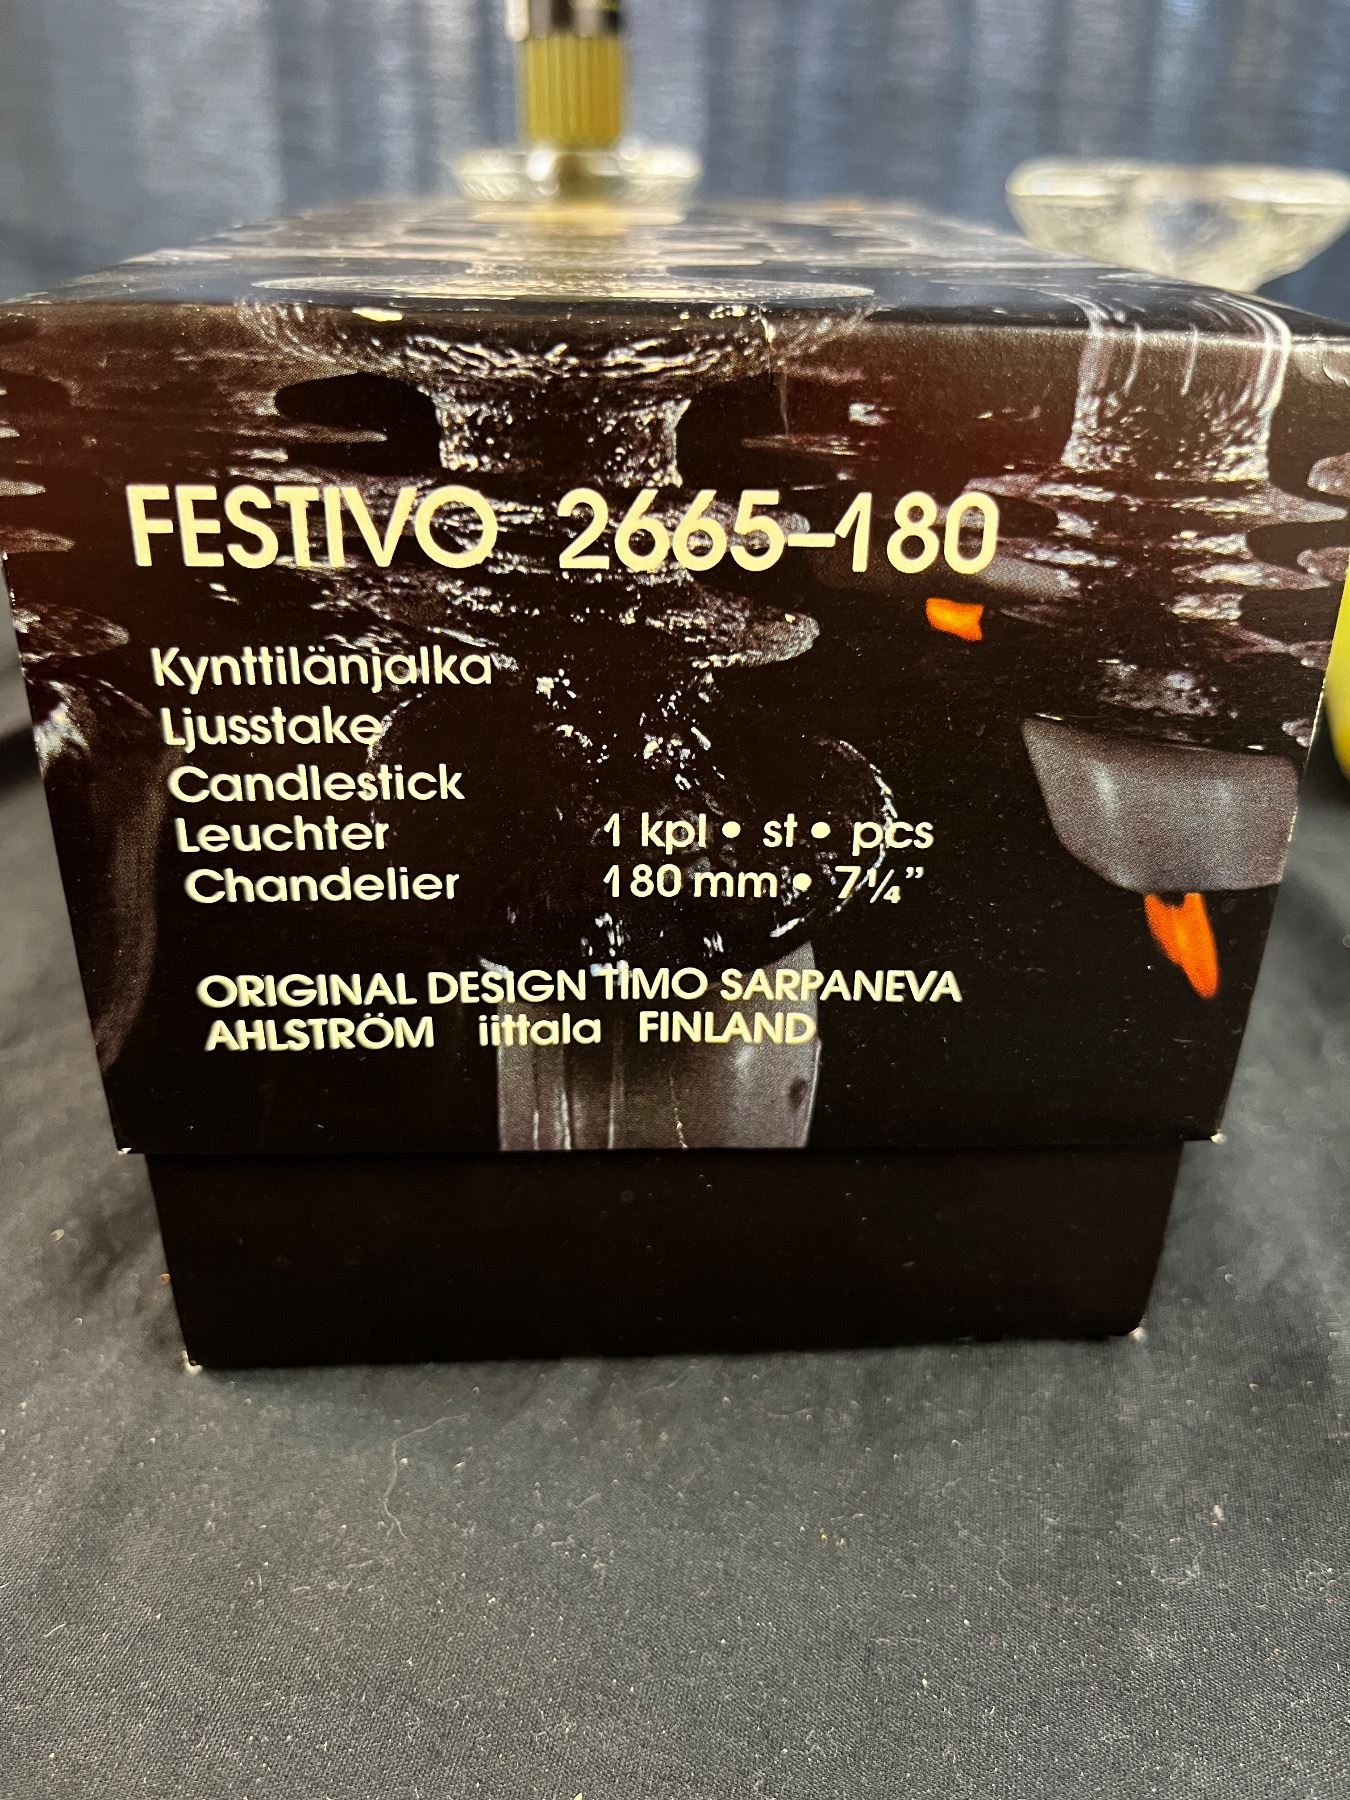 FESTIVO 2665-180
Kynttilänjalka
Ljusstake
Candlestick
Leuchter 1 kpl • st • pcs
Chandelier 180 mm • 7¼”
ORIGINAL DESIGN TIMO SARPANEVA
AHLSTRÖM iittala FINLAND